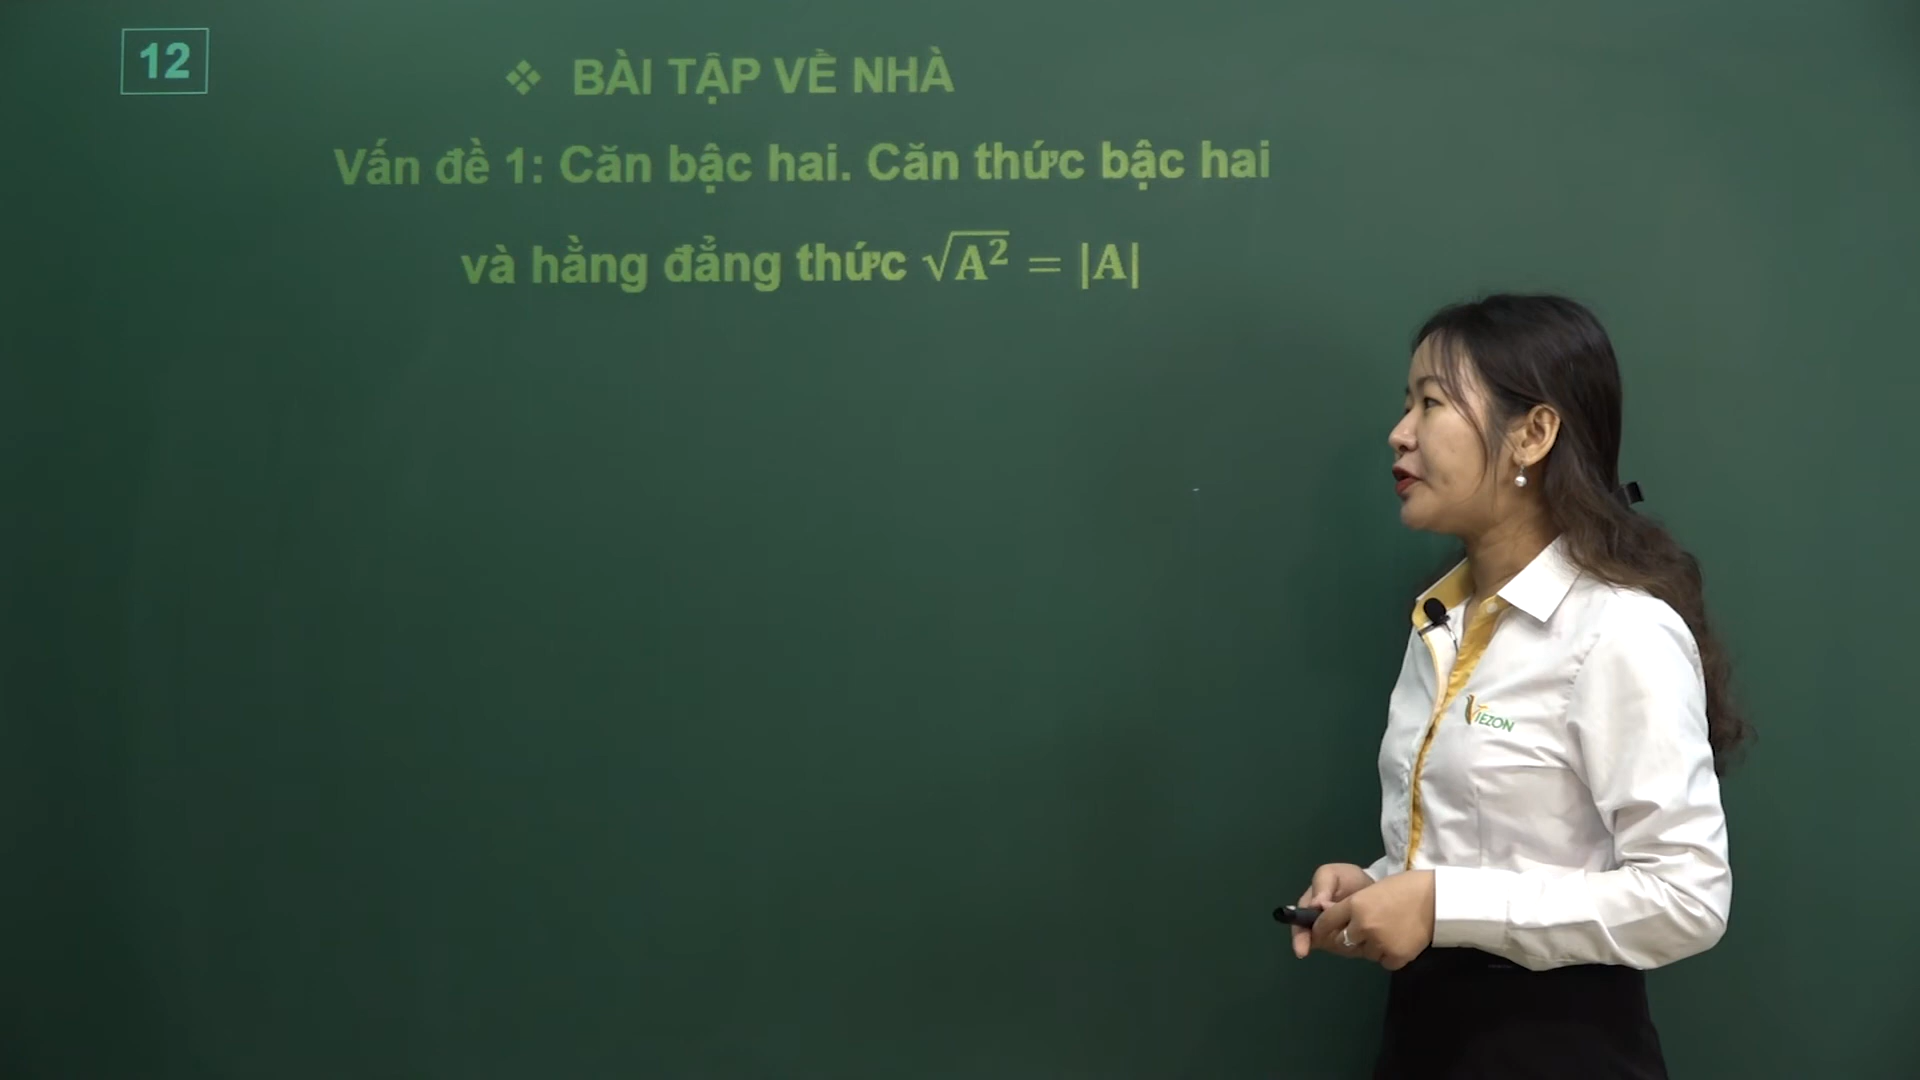 12
❖ BÀI TẬP VỀ NHÀ
Vấn đề 1: Căn bậc hai. Căn thức bậc hai
và hằng đẳng thức √A² = |A|
VIEZON